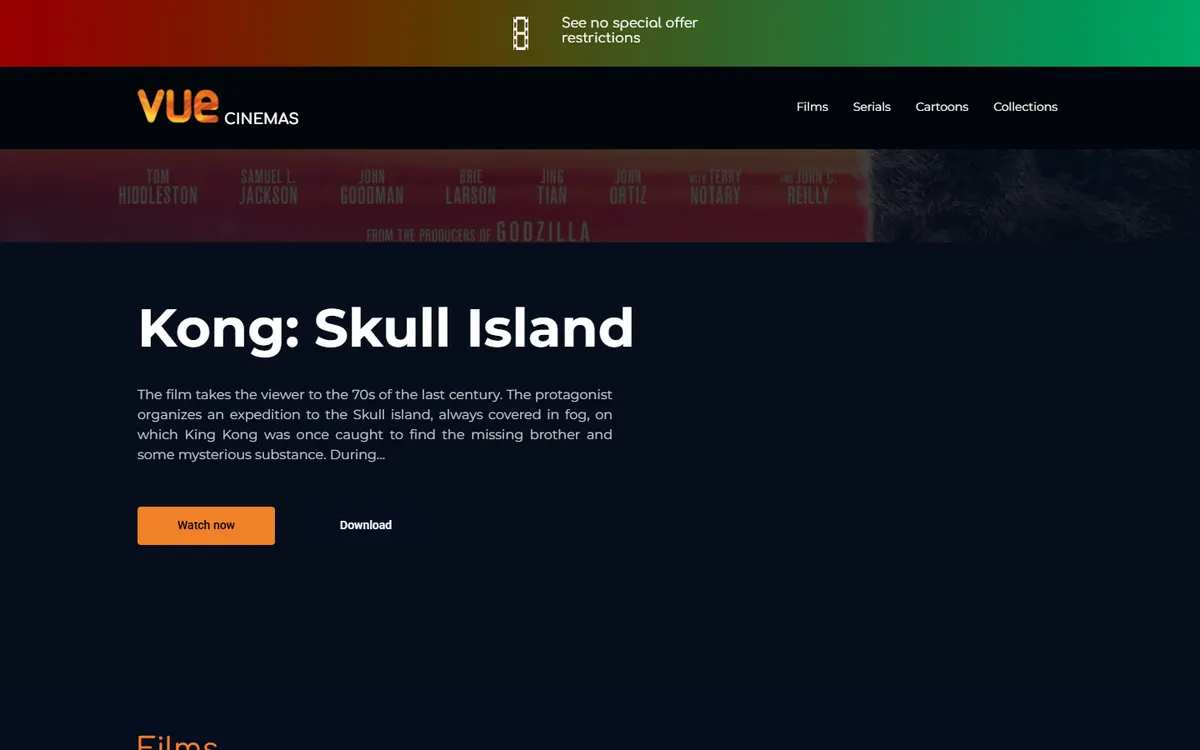 See no special offer
restrictions
vue CINEMAS
Films Serials Cartoons Collections
TOM HIDDLESTON SAMUEL L. JACKSON JOHN GOODMAN BRIE LARSON JING TIAN JOHN ORTIZ WITH TERRY NOTARY AND JOHN C. REILLY
FROM THE PRODUCERS OF GODZILLA
Kong: Skull Island
The film takes the viewer to the 70s of the last century. The protagonist
organizes an expedition to the Skull island, always covered in fog, on
which King Kong was once caught to find the missing brother and
some mysterious substance. During...
Watch now Download
Films